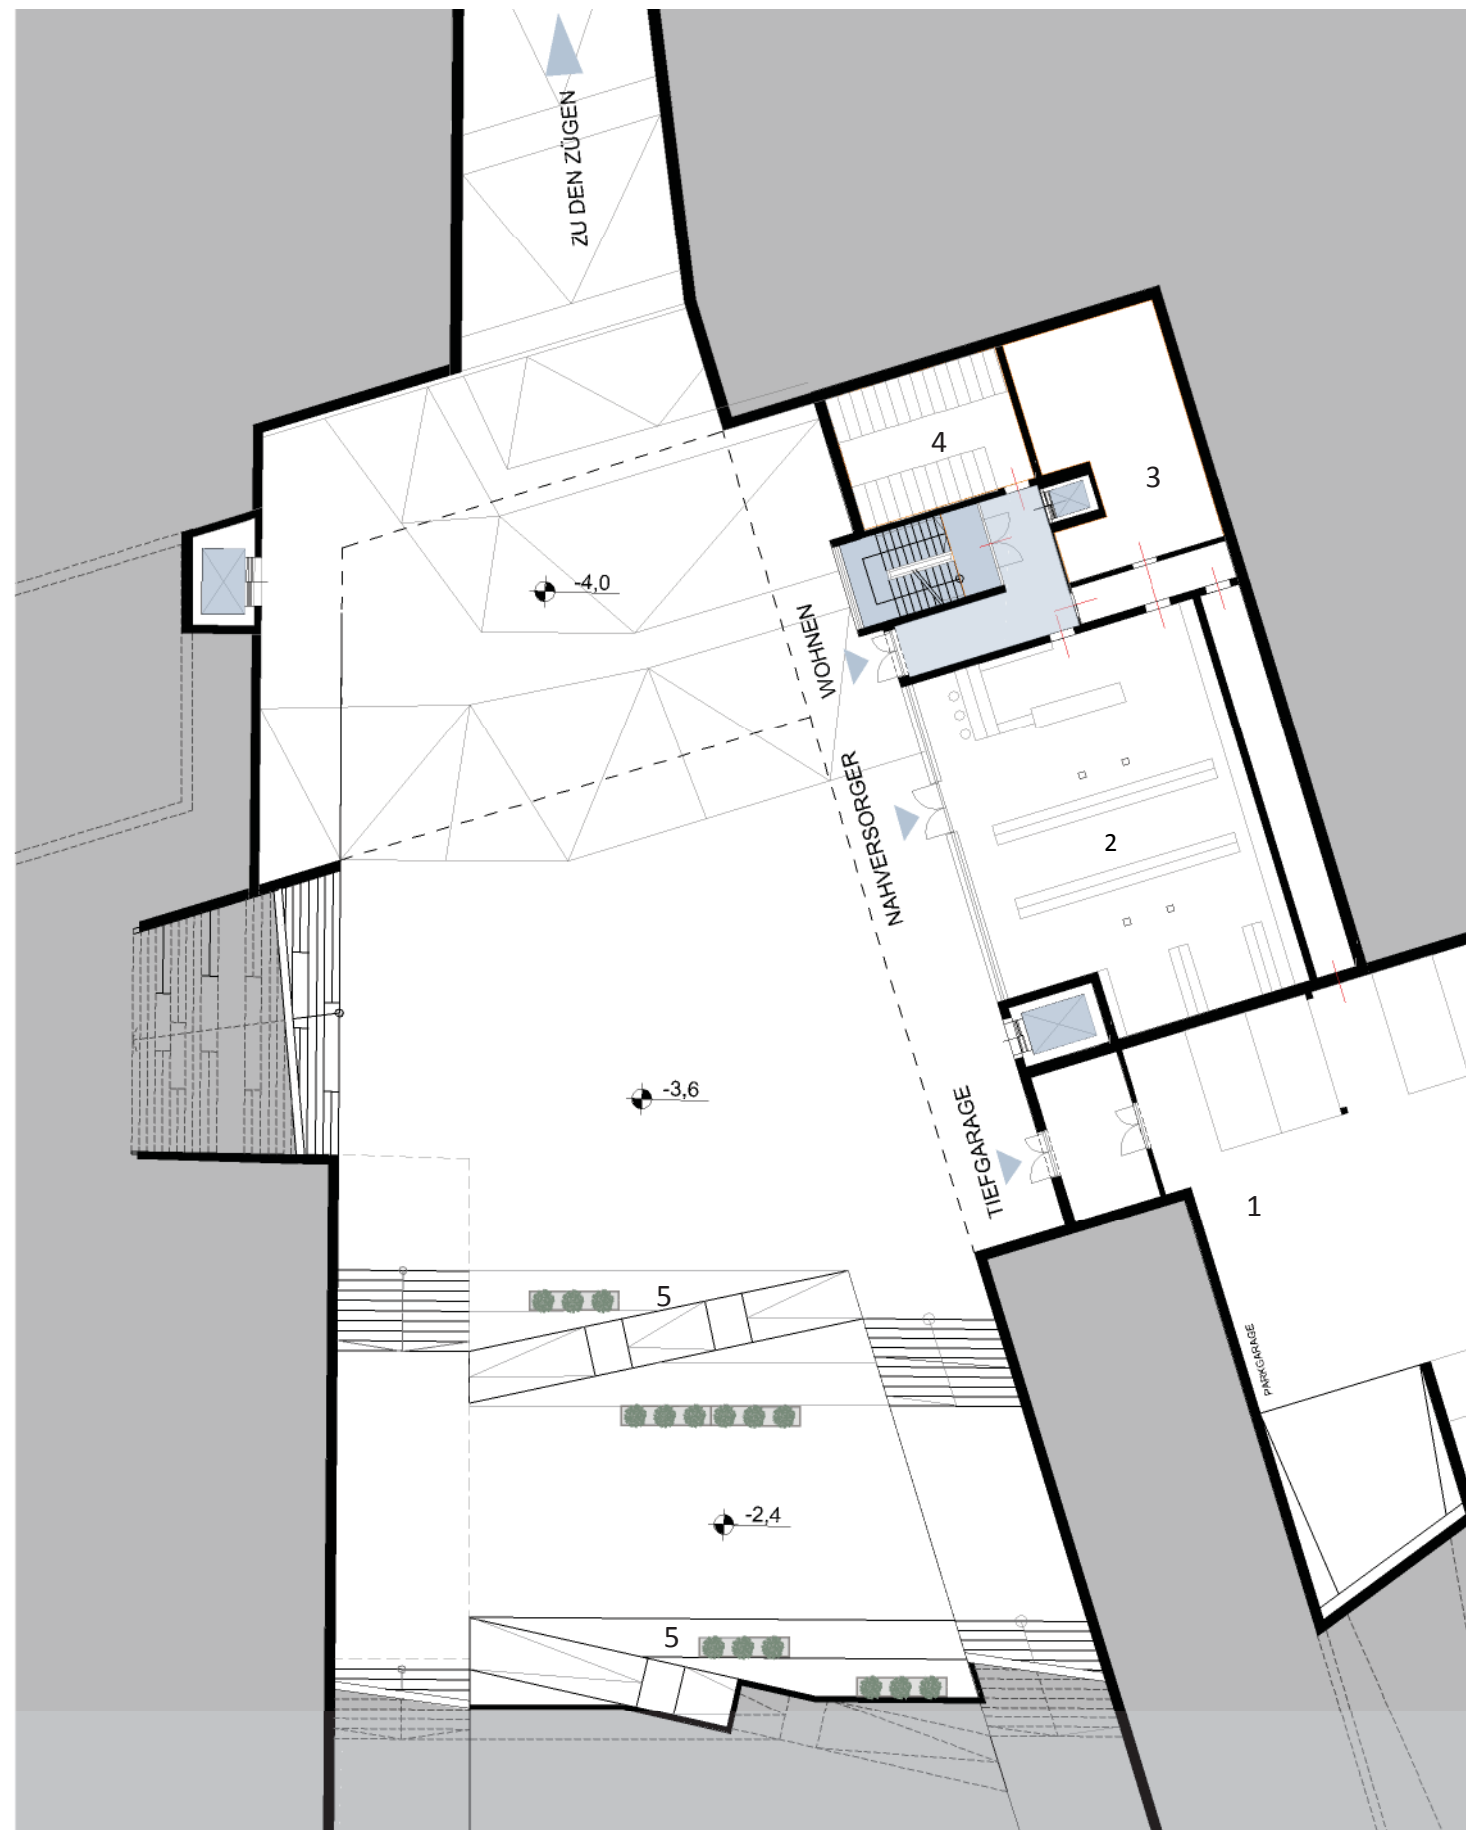 ZU DEN ZÜGEN
4
3
-4,0
WOHNEN
NAHVERSORGER
2
-3,6
TIEFGARAGE
1
5
PARKGARAGE
-2,4
5